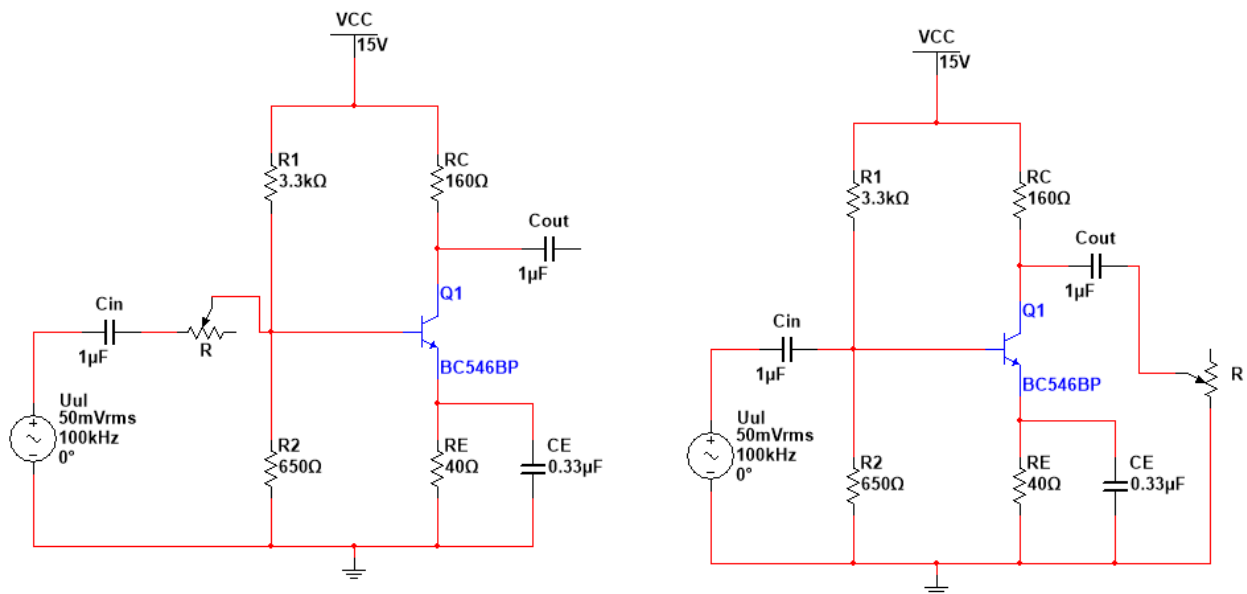 VCC
15V
R1
3.3kΩ
RC
160Ω
Cout
1µF
Q1
Cin
1µF
R
BC546BP
Uul
50mVrms
100kHz
0°
R2
650Ω
RE
40Ω
CE
0.33µF
VCC
15V
R1
3.3kΩ
RC
160Ω
Cout
1µF
Q1
Cin
1µF
R
BC546BP
Uul
50mVrms
100kHz
0°
R2
650Ω
RE
40Ω
CE
0.33µF